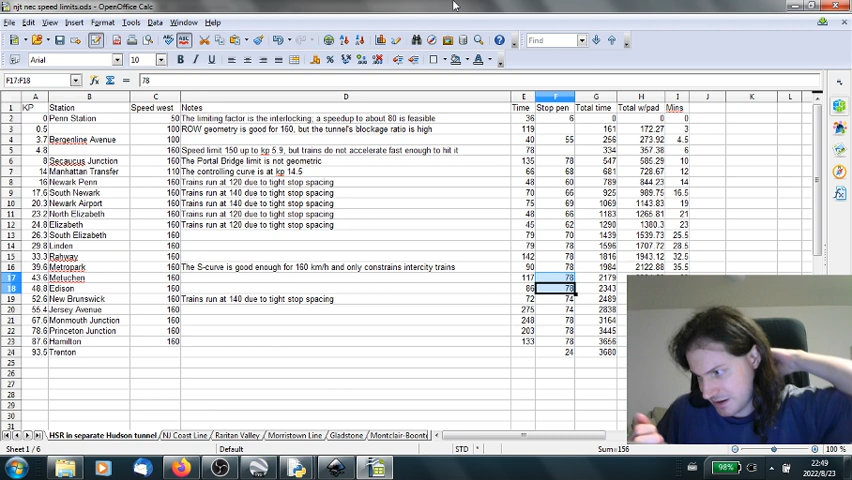 njt nec speed limits.ods - OpenOffice Calc
File Edit View Insert Format Tools Data Window Help
Find
Arial 10 B I U
F17:F18 78
A B C D E F G H I J K L
1 KP Station Speed west Notes Time Stop pen Total time Total w/pad Mins
2 0 Penn Station 50 The limiting factor is the interlocking; a speedup to about 80 is feasible 36 6 0 0 0
3 0.5 100 ROW geometry is good for 160, but the tunnel's blockage ratio is high 119 161 172.27 3
4 3.7 Bergenline Avenue 100 40 55 256 273.92 4.5
5 4.8 160 Speed limit 150 up to kp 5.9, but trains do not accelerate fast enough to hit it 78 334 357.38 6
6 8 Secaucus Junction 160 The Portal Bridge limit is not geometric 135 78 547 585.29 10
7 14 Manhattan Transfer 110 The controlling curve is at kp 14.5 66 68 681 728.67 12
8 16 Newark Penn 160 Trains run at 120 due to tight stop spacing 48 60 789 844.23 14
9 17.6 South Newark 160 Trains run at 140 due to tight stop spacing 70 66 925 989.75 16.5
10 20.3 Newark Airport 160 Trains run at 140 due to tight stop spacing 75 69 1069 1143.83 19
11 23.2 North Elizabeth 160 Trains run at 120 due to tight stop spacing 48 66 1183 1265.81 21
12 24.8 Elizabeth 160 Trains run at 120 due to tight stop spacing 45 62 1290 1380.3 23
13 26.3 South Elizabeth 160 79 70 1439 1539.73 25.5
14 29.8 Linden 160 79 78 1596 1707.72 28.5
15 33.3 Rahway 160 142 78 1816 1943.12 32.5
16 39.6 Metropark 160 The S-curve is good enough for 160 km/h and only constrains intercity trains 90 78 1984 2122.88 35.5
17 43.6 Metuchen 160 117 78 2179
18 48.8 Edison 160 86 78 2343
19 52.6 New Brunswick 160 Trains run at 140 due to tight stop spacing 72 74 2489
20 55.4 Jersey Avenue 160 275 74 2838
21 67.6 Monmouth Junction 160 248 78 3164
22 78.6 Princeton Junction 160 203 78 3445
23 87.6 Hamilton 160 133 78 3656
24 93.5 Trenton 24 3680
25
26
27
28
29
30
31
HSR in separate Hudson tunnel NJ Coast Line Raritan Valley Morristown Line Gladstone Montclair-Boont
Sheet 1 / 6 Default STD * Sum=156 100 %
98% 22:49
2022/8/23